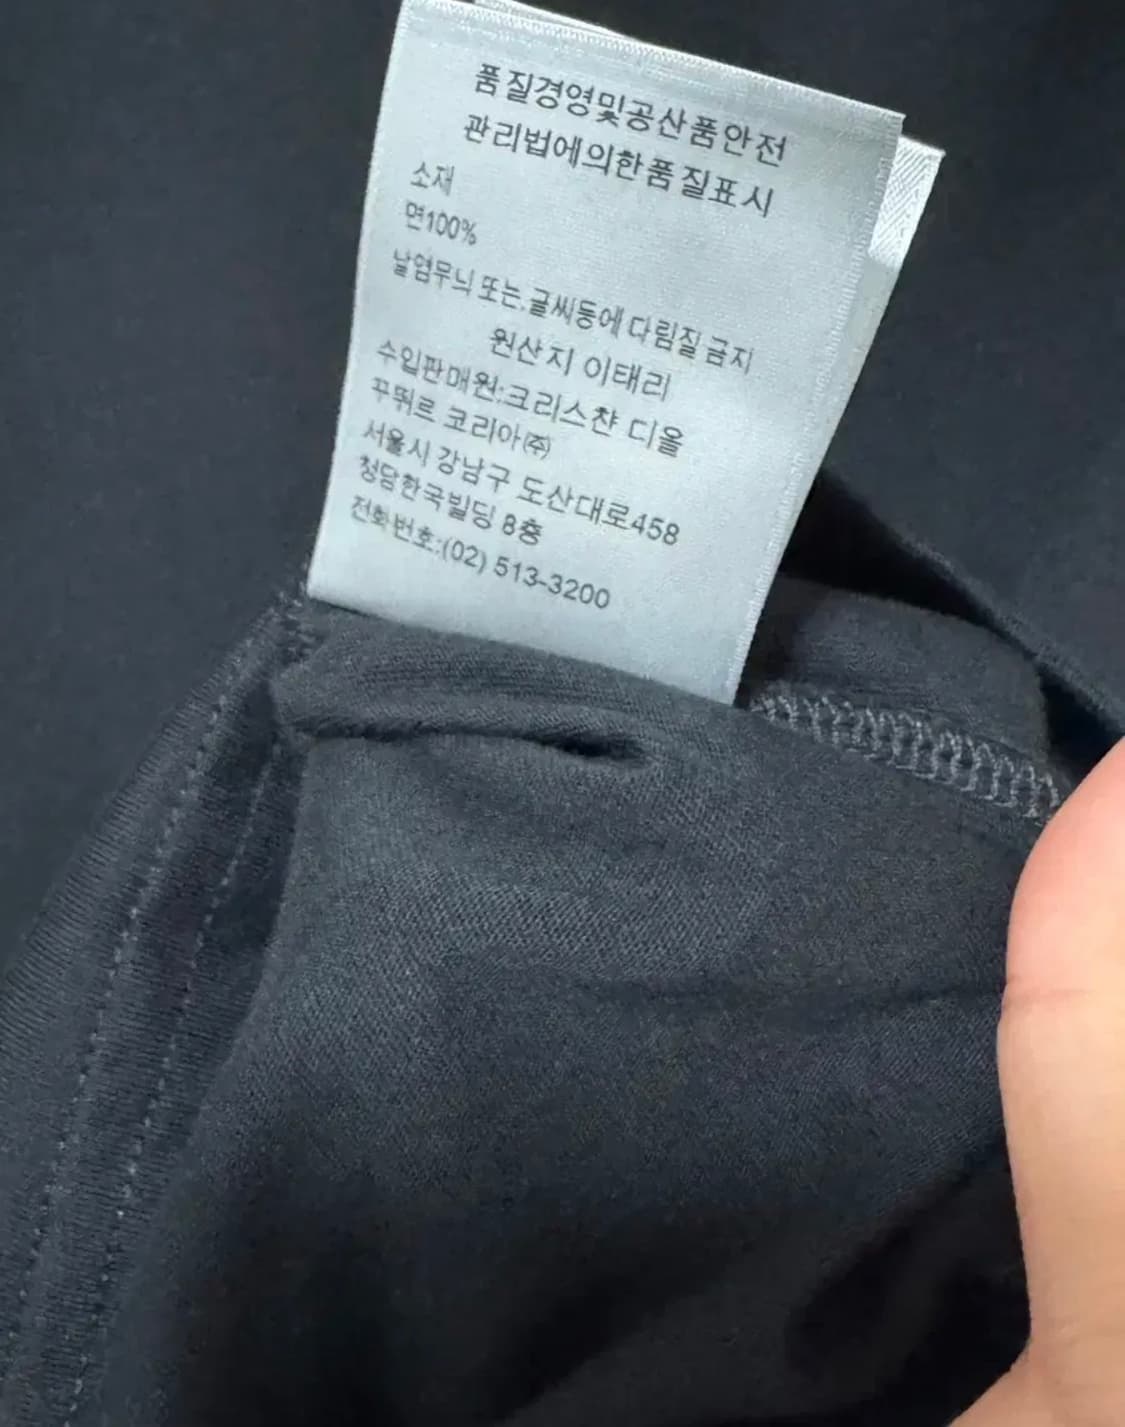 품질경영및공산품안전
관리법에의한품질표시
소재
면100%
날염무늬 또는.글씨등에 다림질 금지
원산지 이태리
수입판매원:크리스챤 디올
꾸뛰르 코리아㈜
서울시 강남구 도산대로458
청담한국빌딩 8층
전화번호:(02) 513-3200